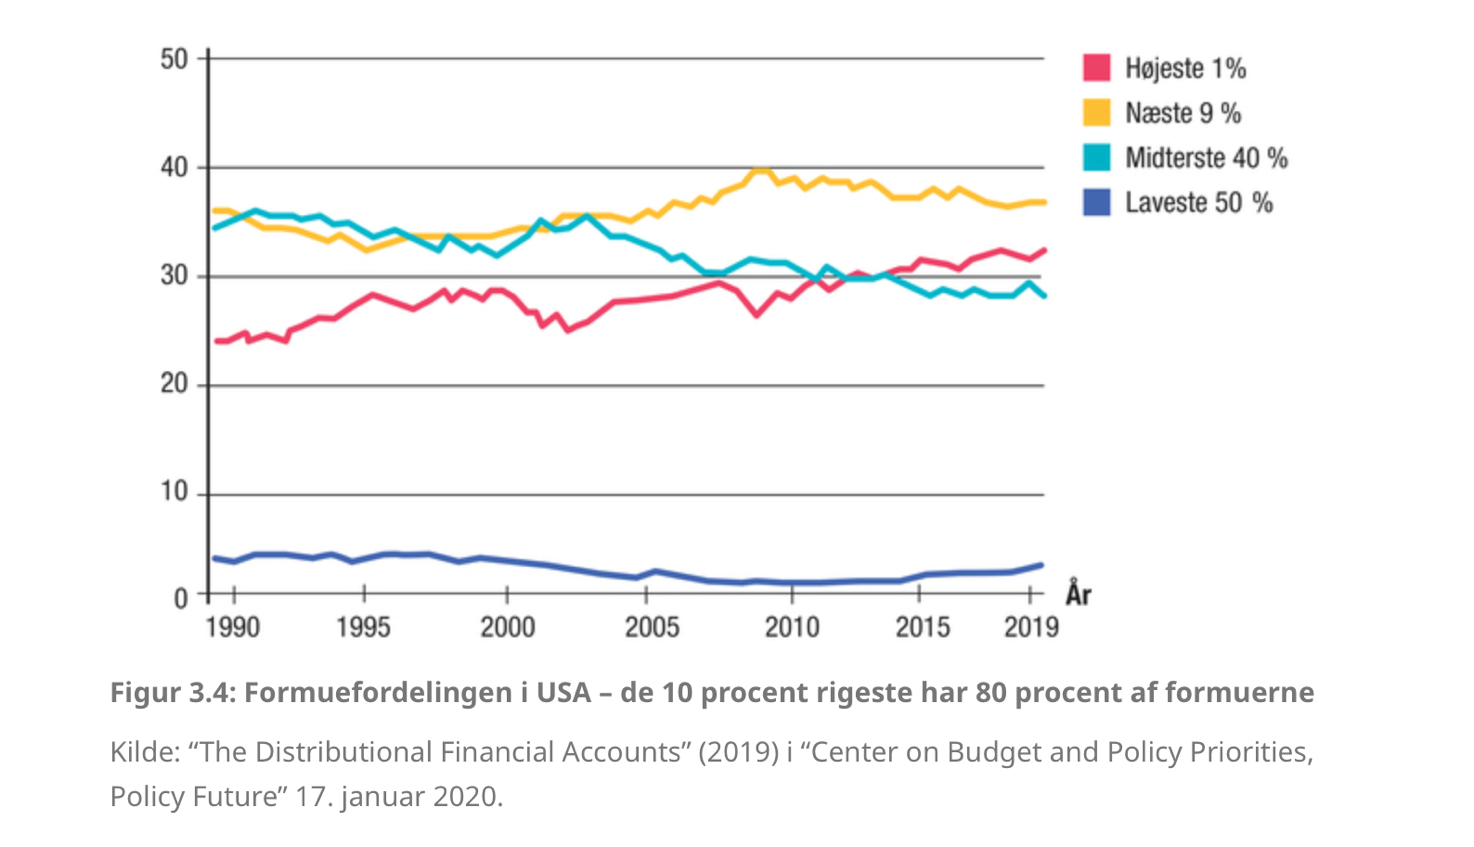 50
40
30
20
10
0
1990 1995 2000 2005 2010 2015 2019
År
Højeste 1%
Næste 9 %
Midterste 40 %
Laveste 50 %
Figur 3.4: Formuefordelingen i USA – de 10 procent rigeste har 80 procent af formuerne
Kilde: “The Distributional Financial Accounts” (2019) i “Center on Budget and Policy Priorities,
Policy Future” 17. januar 2020.